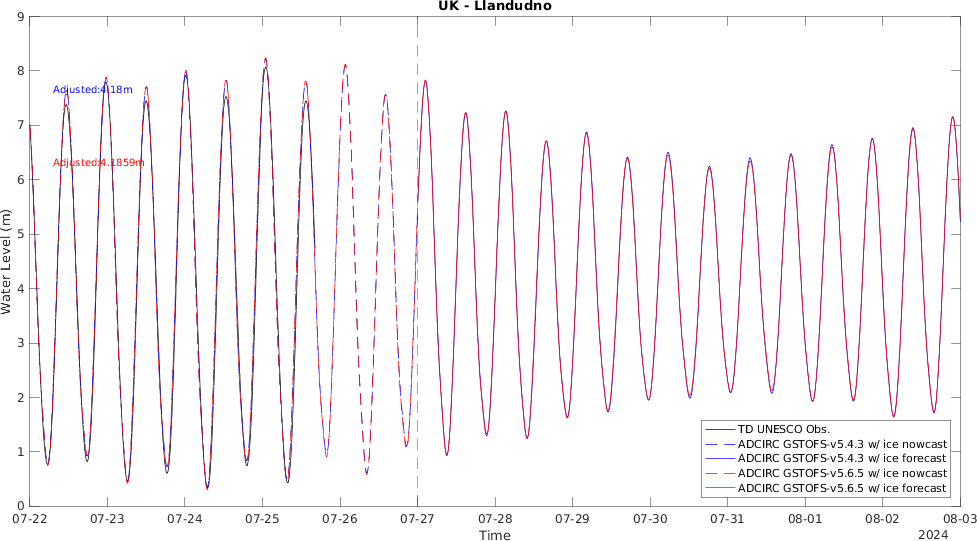 UK - Llandudno
9
8
7
6
5
4
3
2
1
0
Water Level (m)
Adjusted:4.18m
Adjusted:4.1859m
TD UNESCO Obs.
ADCIRC GSTOFS-v5.4.3 w/ ice nowcast
ADCIRC GSTOFS-v5.4.3 w/ ice forecast
ADCIRC GSTOFS-v5.6.5 w/ ice nowcast
ADCIRC GSTOFS-v5.6.5 w/ ice forecast
07-22 07-23 07-24 07-25 07-26 07-27 07-28 07-29 07-30 07-31 08-01 08-02 08-03
Time
2024